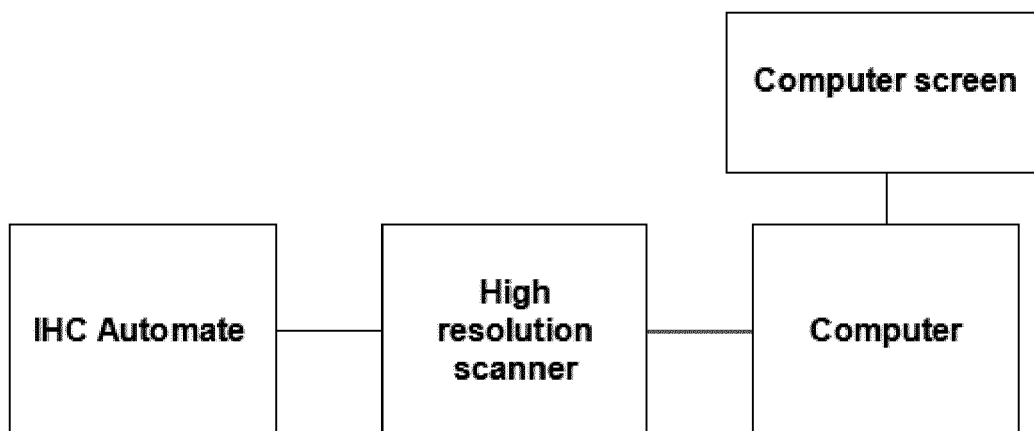 Computer screen
IHC Automate
High
resolution
scanner
Computer